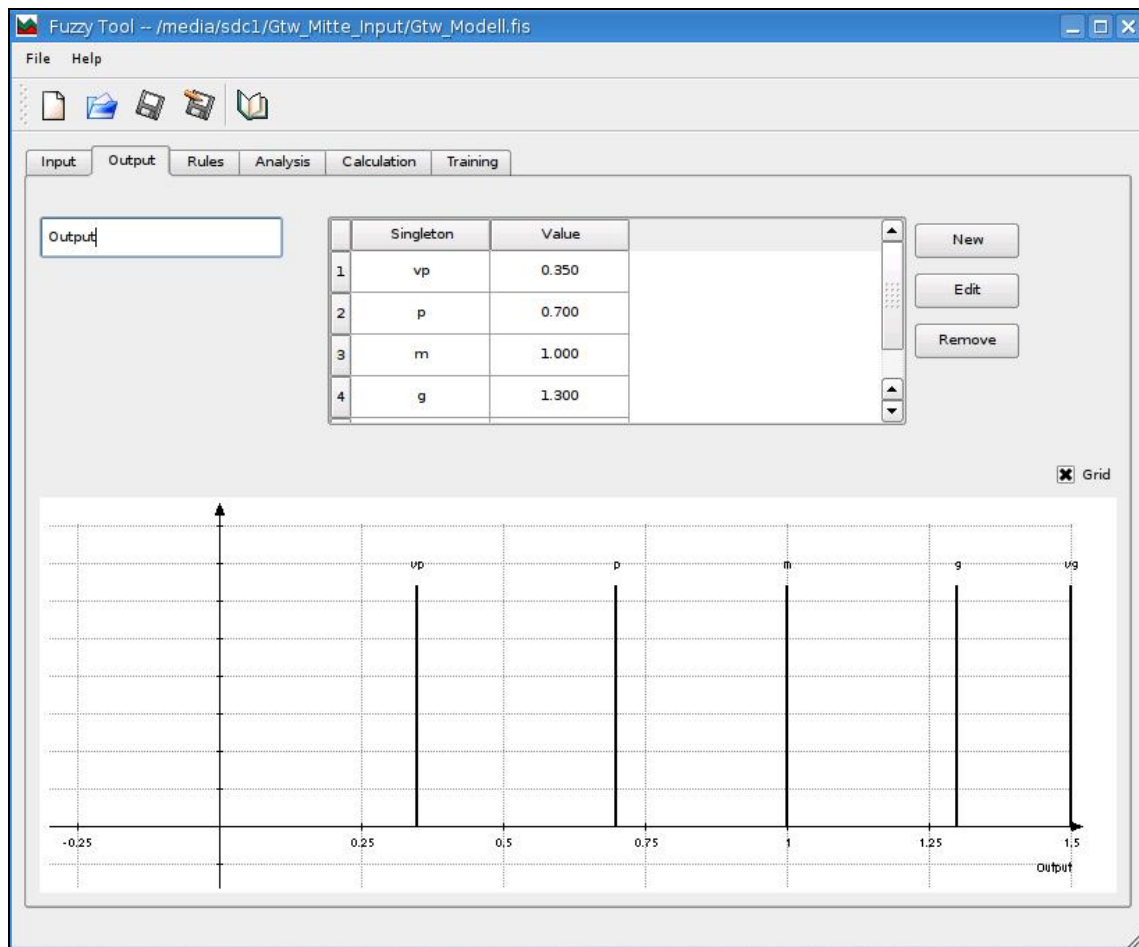 Fuzzy Tool -- /media/sdc1/Gtw_Mitte_Input/Gtw_Modell.fis
File Help
Input Output Rules Analysis Calculation Training
Output
Singleton Value
1 vp 0.350
2 p 0.700
3 m 1.000
4 g 1.300
New
Edit
Remove
Grid
vp p m g vg
-0.25 0.25 0.5 0.75 1 1.25 1.5
Output